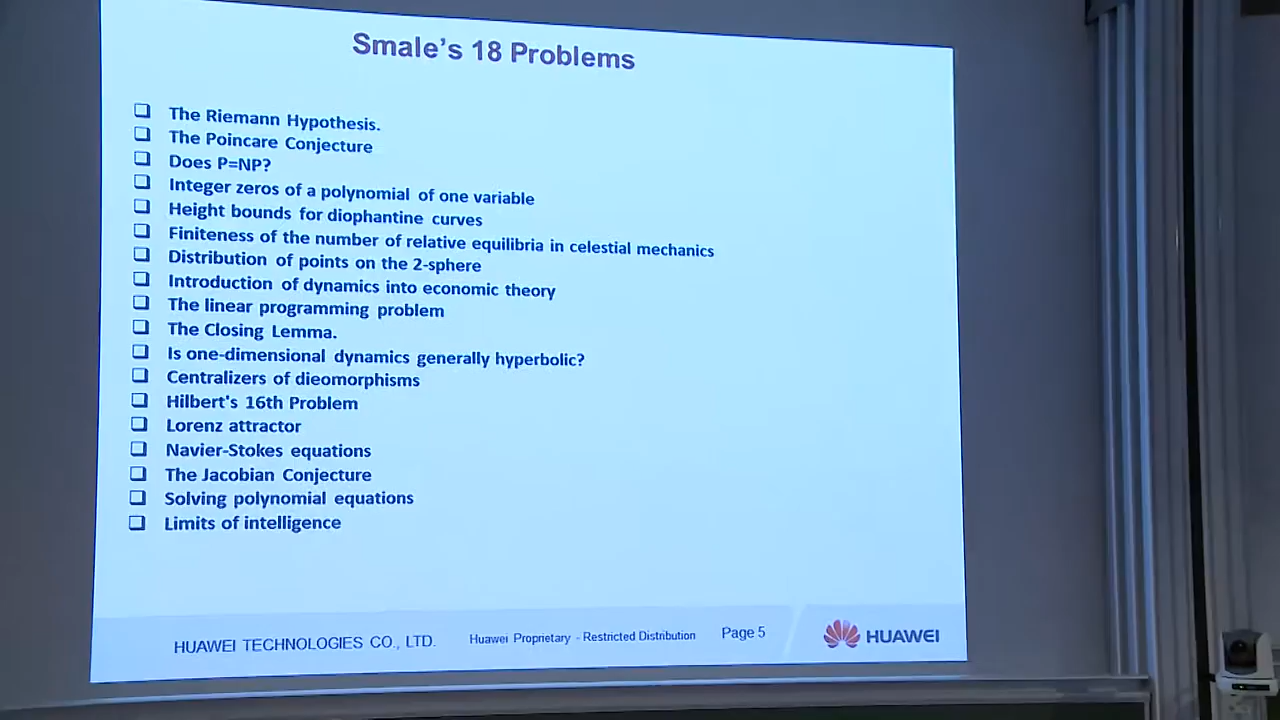 Smale's 18 Problems
The Riemann Hypothesis.
The Poincare Conjecture
Does P=NP?
Integer zeros of a polynomial of one variable
Height bounds for diophantine curves
Finiteness of the number of relative equilibria in celestial mechanics
Distribution of points on the 2-sphere
Introduction of dynamics into economic theory
The linear programming problem
The Closing Lemma.
Is one-dimensional dynamics generally hyperbolic?
Centralizers of dieomorphisms
Hilbert's 16th Problem
Lorenz attractor
Navier-Stokes equations
The Jacobian Conjecture
Solving polynomial equations
Limits of intelligence
HUAWEI TECHNOLOGIES CO., LTD. Huawei Proprietary - Restricted Distribution Page 5 HUAWEI